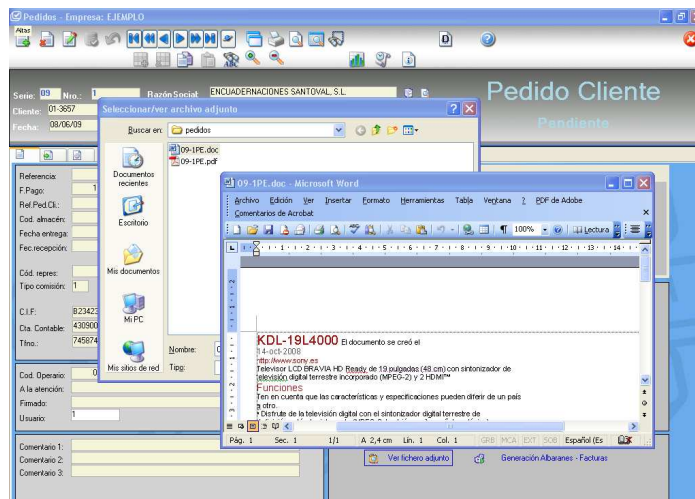 Pedidos - Empresa: EJEMPLO
Altas
Serie: 09 Nro.: 1 Razón Social ENCUADERNACIONES SANTOVAL, S.L.
Pedido Cliente
Cliente: 01-3657
Fecha: 08/06/09
Pendiente
Seleccionar/ver archivo adjunto
Buscar en: pedidos
09-1PE.doc
09-1PE.pdf
Documentos recientes
Escritorio
Mis documentos
Mi PC
Mis sitios de red
Nombre:
Tipo:
Referencia:
F.Pago: 1
Ref.Ped.Cli.:
Cod. almacén:
Fecha entrega:
Fec.recepción:
Cód. repres:
Tipo comisión: 1
C.I.F: B23423
Cta. Contable: 430900
Tfno.: 745874
Cod. Operario: 0
A la atención:
Firmado:
Usuario: 1
Comentario 1:
Comentario 2:
Comentario 3:
09-1PE.doc - Microsoft Word
Archivo Edición Ver Insertar Formato Herramientas Tabla Ventana ? PDF de Adobe
Comentarios de Acrobat
100% Lectura
KDL-19L4000 El documento se creó el
14-oct-2008
http://www.sony.es
Televisor LCD BRAVIA HD Ready de 19 pulgadas (48 cm) con sintonizador de
televisión digital terrestre incorporado (MPEG-2) y 2 HDMI™
Funciones
Ten en cuenta que las características y especificaciones pueden diferir de un país
a otro.
• Disfrute de la televisión digital con el sintonizador digital terrestre de
Pág. 1 Sec. 1 1/1 A 2,4 cm Lín. 1 Col. 1 GRB MCA EXT SOB Español (Es
Ver fichero adjunto Generación Albaranes - Facturas